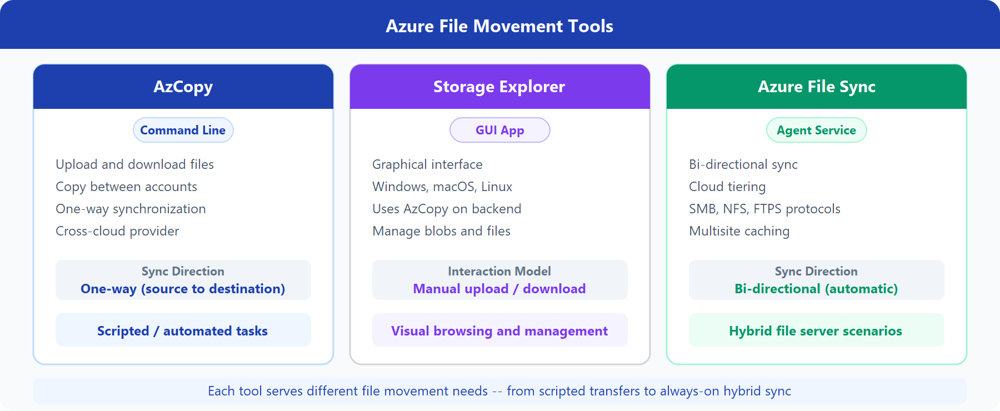 Azure File Movement Tools
AzCopy
Command Line
Upload and download files
Copy between accounts
One-way synchronization
Cross-cloud provider
Sync Direction
One-way (source to destination)
Scripted / automated tasks
Storage Explorer
GUI App
Graphical interface
Windows, macOS, Linux
Uses AzCopy on backend
Manage blobs and files
Interaction Model
Manual upload / download
Visual browsing and management
Azure File Sync
Agent Service
Bi-directional sync
Cloud tiering
SMB, NFS, FTPS protocols
Multisite caching
Sync Direction
Bi-directional (automatic)
Hybrid file server scenarios
Each tool serves different file movement needs -- from scripted transfers to always-on hybrid sync